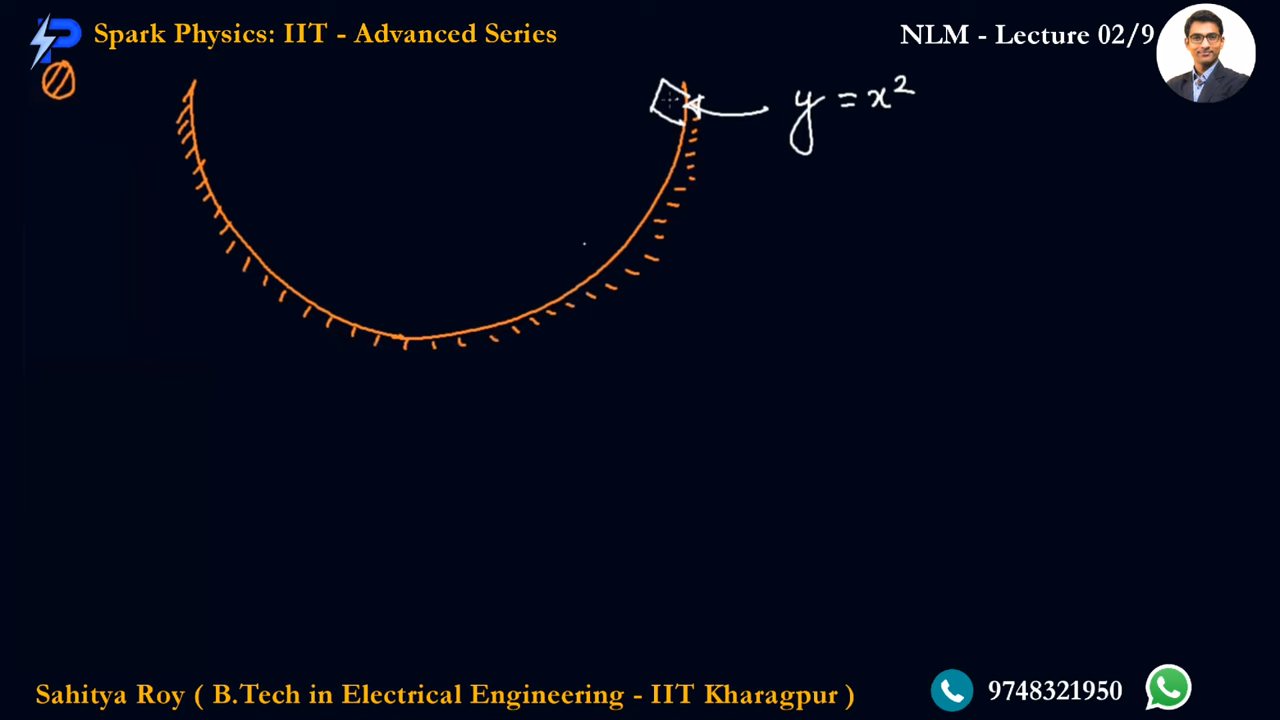 Spark Physics: IIT - Advanced Series
NLM - Lecture 02/9
y = x²
Sahitya Roy ( B.Tech in Electrical Engineering - IIT Kharagpur )
9748321950